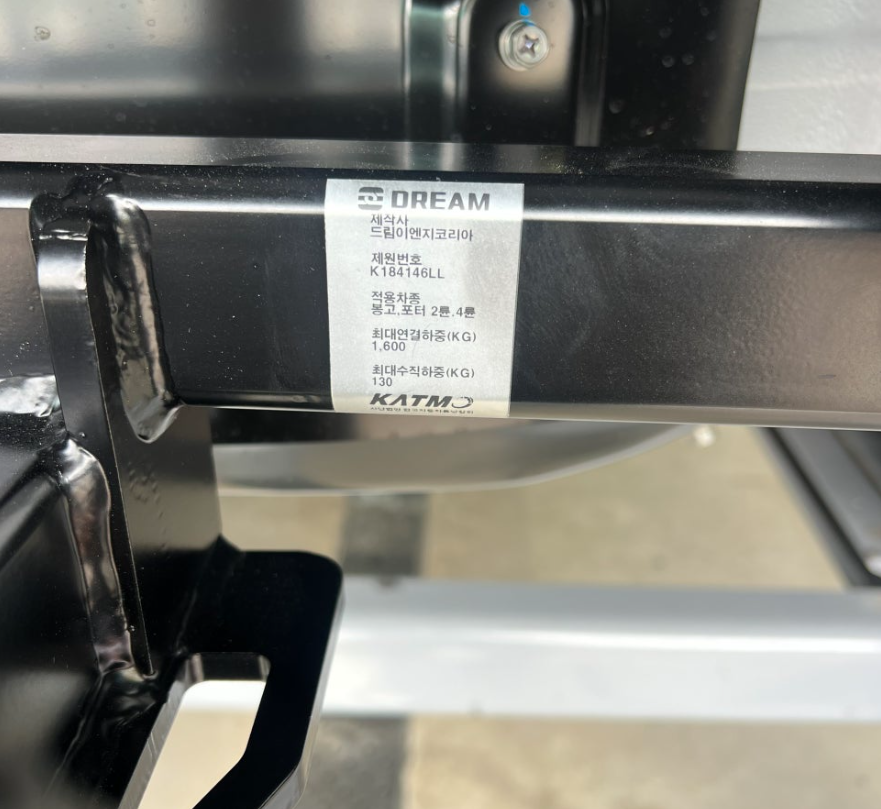 DREAM
제작사
드림이엔지코리아
제원번호
K184146LL
적용차종
봉고,포터 2륜,4륜
최대연결하중(KG)
1,600
최대수직하중(KG)
130
KATMO